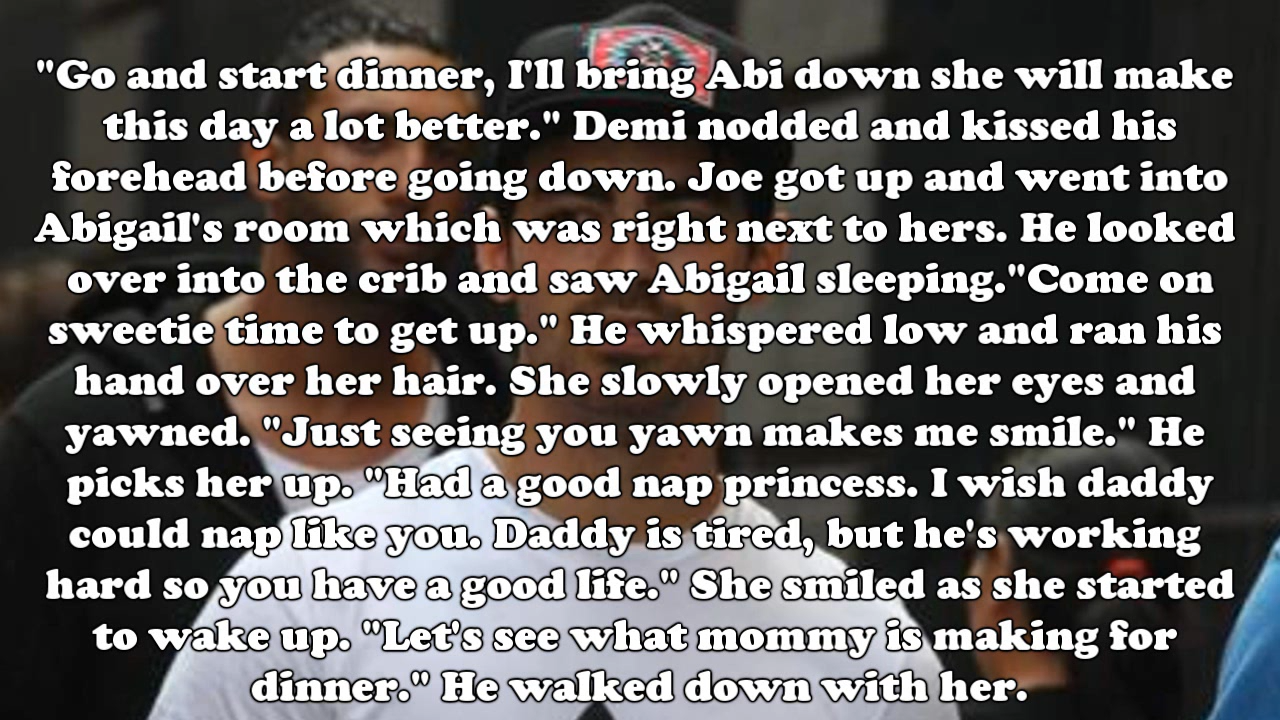 "Go and start dinner, I'll bring Abi down she will make
this day a lot better." Demi nodded and kissed his
forehead before going down. Joe got up and went into
Abigail's room which was right next to hers. He looked
over into the crib and saw Abigail sleeping."Come on
sweetie time to get up." He whispered low and ran his
hand over her hair. She slowly opened her eyes and
yawned. "Just seeing you yawn makes me smile." He
picks her up. "Had a good nap princess. I wish daddy
could nap like you. Daddy is tired, but he's working
hard so you have a good life." She smiled as she started
to wake up. "Let's see what mommy is making for
dinner." He walked down with her.